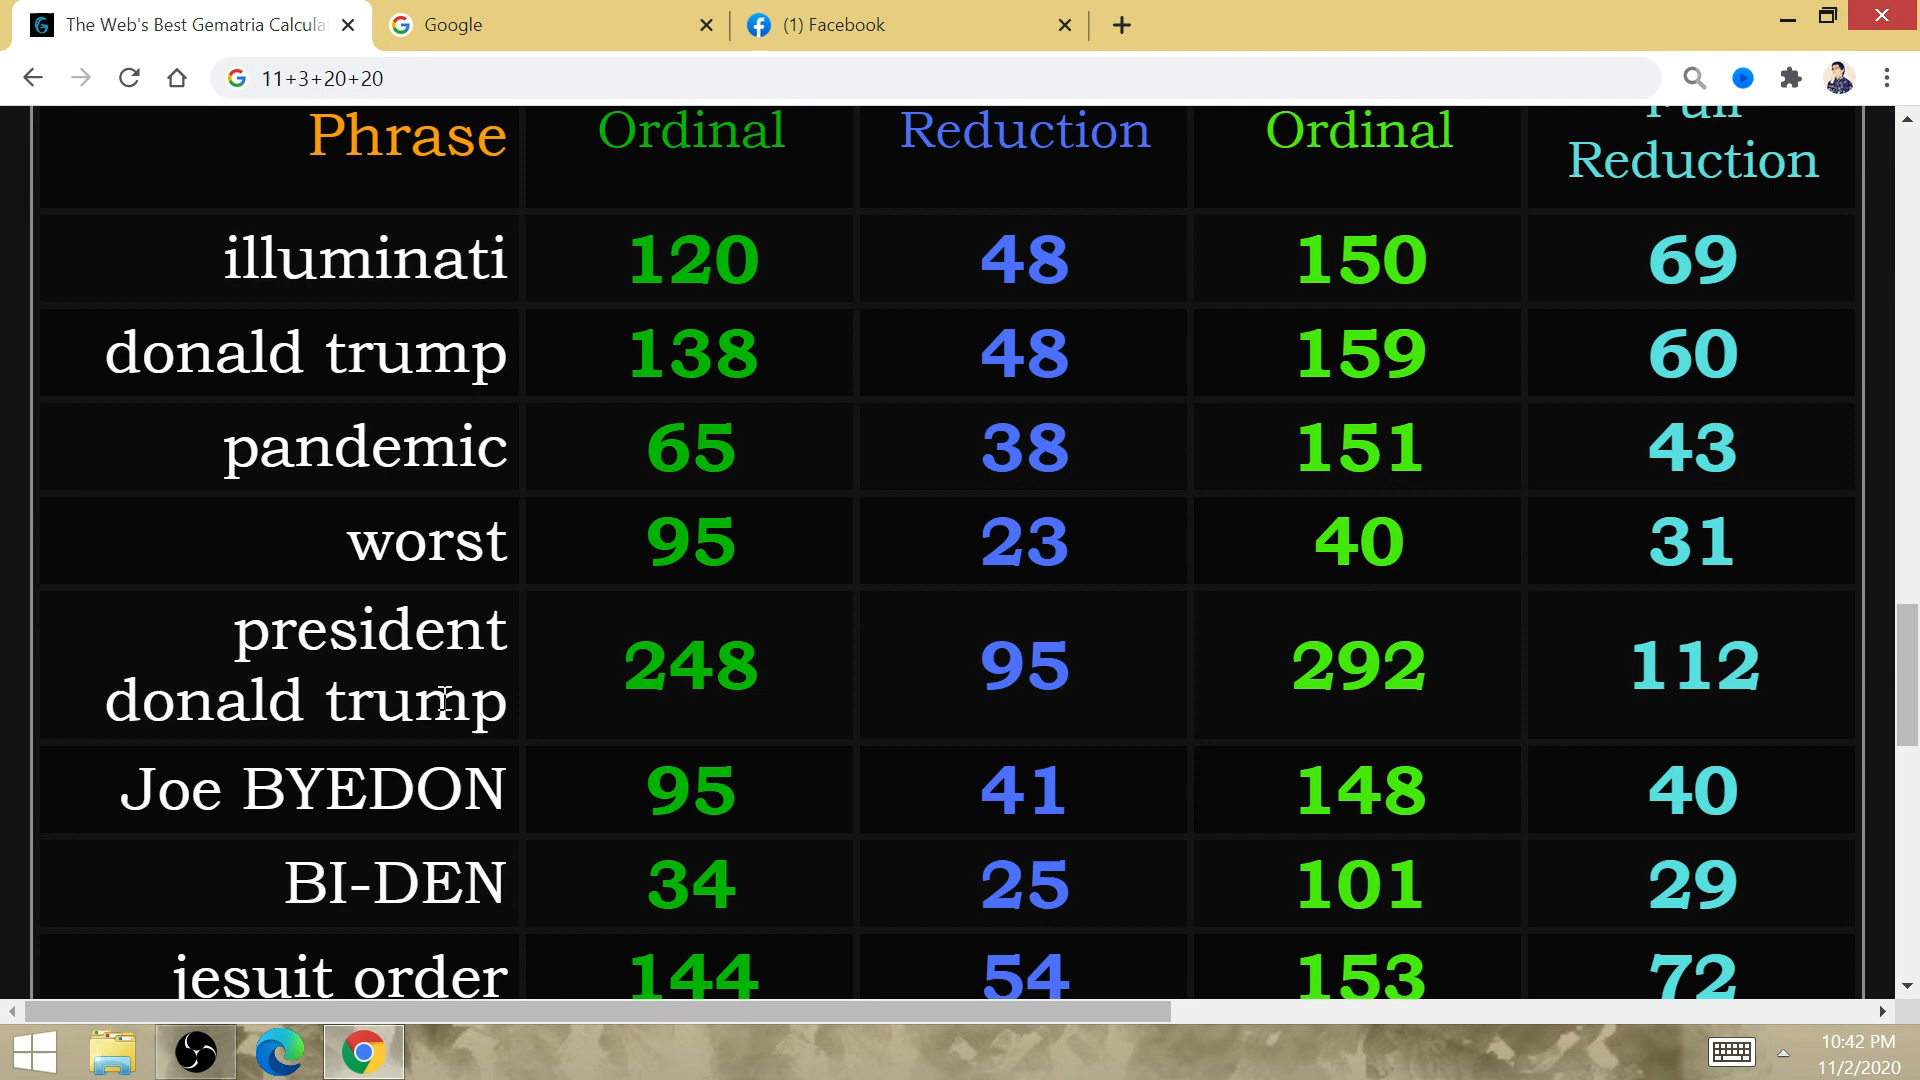 The Web's Best Gematria Calcula
Google
(1) Facebook
11+3+20+20
Phrase Ordinal Reduction Ordinal Full Reduction
illuminati 120 48 150 69
donald trump 138 48 159 60
pandemic 65 38 151 43
worst 95 23 40 31
president
donald trump 248 95 292 112
Joe BYEDON 95 41 148 40
BI-DEN 34 25 101 29
jesuit order 144 54 153 72
10:42 PM
11/2/2020